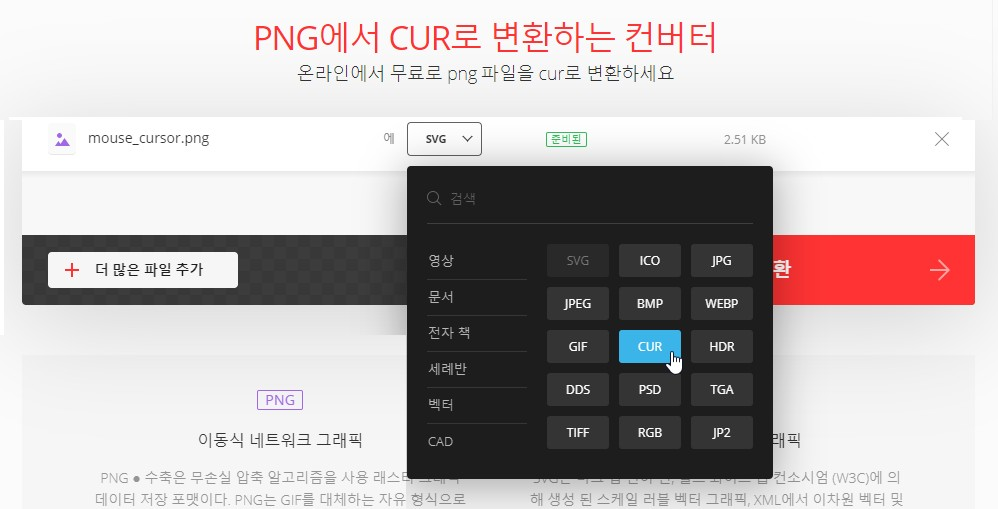 PNG에서 CUR로 변환하는 컨버터
온라인에서 무료로 png 파일을 cur로 변환하세요
mouse_cursor.png 에 SVG 준비됨 2.51 KB
검색
더 많은 파일 추가
환
영상
문서
전자 책
세례반
벡터
CAD
SVG ICO JPG
JPEG BMP WEBP
GIF CUR HDR
DDS PSD TGA
TIFF RGB JP2
PNG
이동식 네트워크 그래픽
PNG ● 수축은 무손실 압축 알고리즘을 사용 래스터 그래픽
데이터 저장 포맷이다. PNG는 GIF를 대체하는 자유 형식으로
래픽
컨소시엄 (W3C)에 의
해 생성 된 스케일 러블 벡터 그래픽, XML에서 이차원 벡터 및